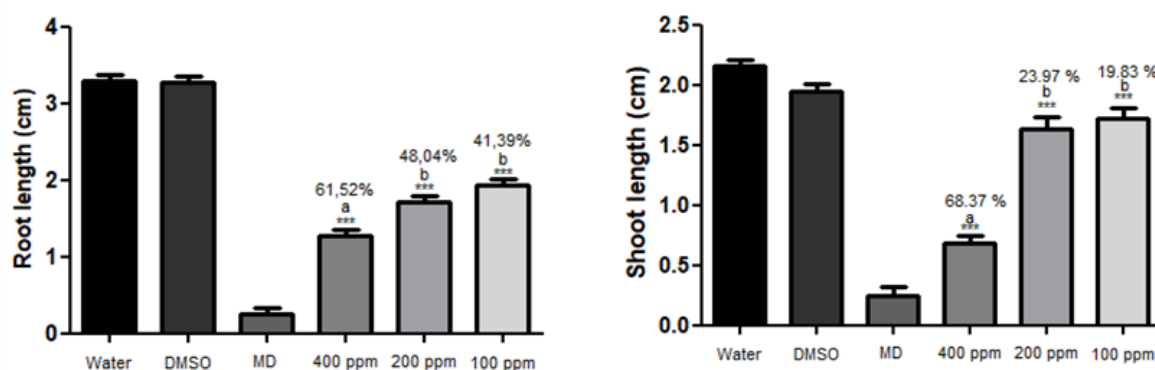 Root length (cm)
4
3
2
1
0
61,52%
a
***
48,04%
b
***
41,39%
b
***
Water DMSO MD 400 ppm 200 ppm 100 ppm
Shoot length (cm)
2.5
2.0
1.5
1.0
0.5
0.0
68.37 %
a
***
23.97 %
b
***
19.83 %
b
***
Water DMSO MD 400 ppm 200 ppm 100 ppm